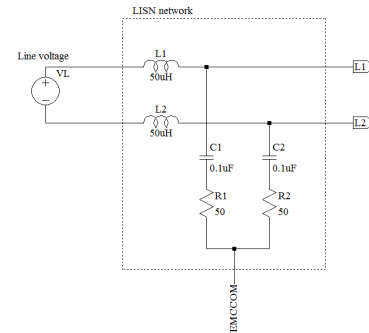 LISN network
Line voltage
VL
+
−
L1
50uH
L1
L2
50uH
L2
C1
0.1uF
C2
0.1uF
R1
50
R2
50
EMCCOM